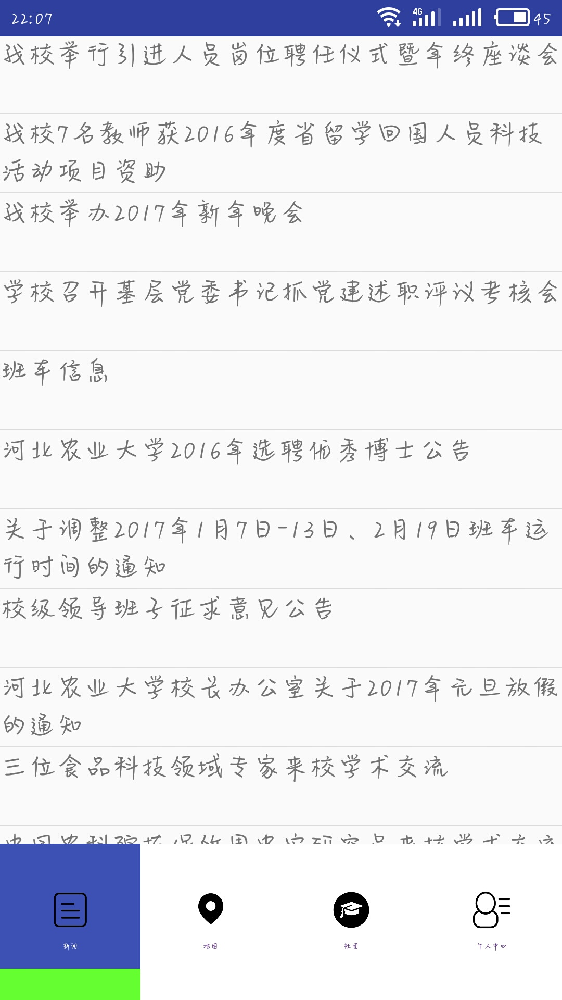 22:07
4G
45
我校举行引进人员岗位聘任仪式暨年终座谈会
我校7名教师获2016年度省留学回国人员科技
活动项目资助
我校举办2017年新年晚会
学校召开基层党委书记抓党建述职评议考核会
班车信息
河北农业大学2016年选聘优秀博士公告
关于调整2017年1月7日-13日、2月19日班车运
行时间的通知
校级领导班子征求意见公告
河北农业大学校长办公室关于2017年元旦放假
的通知
三位食品科技领域专家来校学术交流
新闻
地图
社团
个人中心